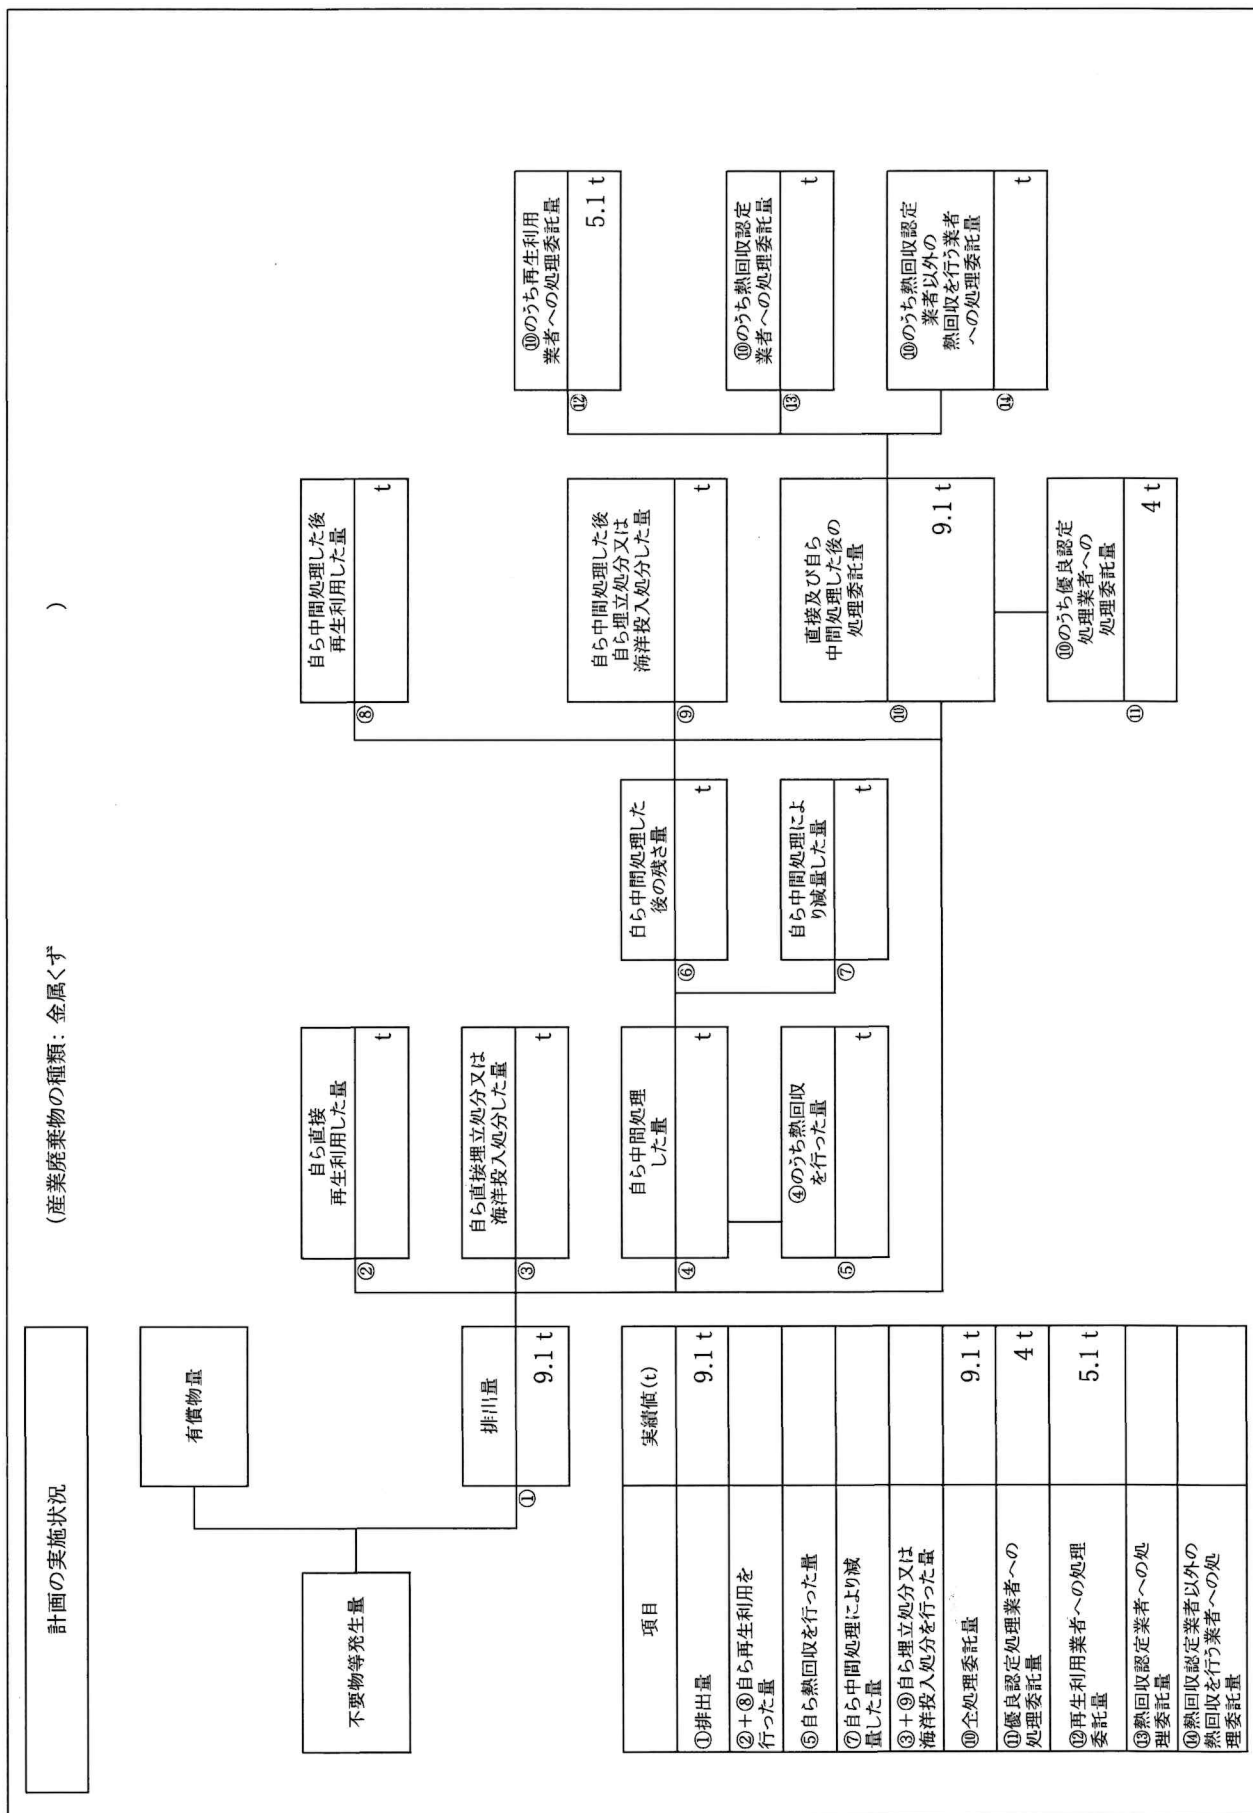 計画の実施状況
(産業廃棄物の種類: 金属くず )
不要物等発生量
有償物量
排出量
① 9.1 t
自ら直接
再生利用した量
② t
自ら直接埋立処分又は
海洋投入処分した量
③ t
自ら中間処理
した量
④ t
④のうち熱回収
を行った量
⑤ t
自ら中間処理した
後の残さ量
⑥ t
自ら中間処理によ
り減量した量
⑦ t
自ら中間処理した後
再生利用した量
⑧ t
自ら中間処理した後
自ら埋立処分又は
海洋投入処分した量
⑨ t
直接及び自ら
中間処理した後の
処理委託量
⑩ 9.1 t
⑩のうち優良認定
処理業者への
処理委託量
⑪ 4 t
⑩のうち再生利用
業者への処理委託量
⑫ 5.1 t
⑩のうち熱回収認定
業者への処理委託量
⑬ t
⑩のうち熱回収認定
業者以外の
熱回収を行う業者
への処理委託量
⑭ t
項目 実績値(t)
①排出量 9.1 t
②+⑧自ら再生利用を
行った量
⑤自ら熱回収を行った量
⑦自ら中間処理により減
量した量
③+⑨自ら埋立処分又は
海洋投入処分を行った量
⑩全処理委託量 9.1 t
⑪優良認定処理業者への
処理委託量 4 t
⑫再生利用業者への処理
委託量 5.1 t
⑬熱回収認定業者への処
理委託量
⑭熱回収認定業者以外の
熱回収を行う業者への処
理委託量